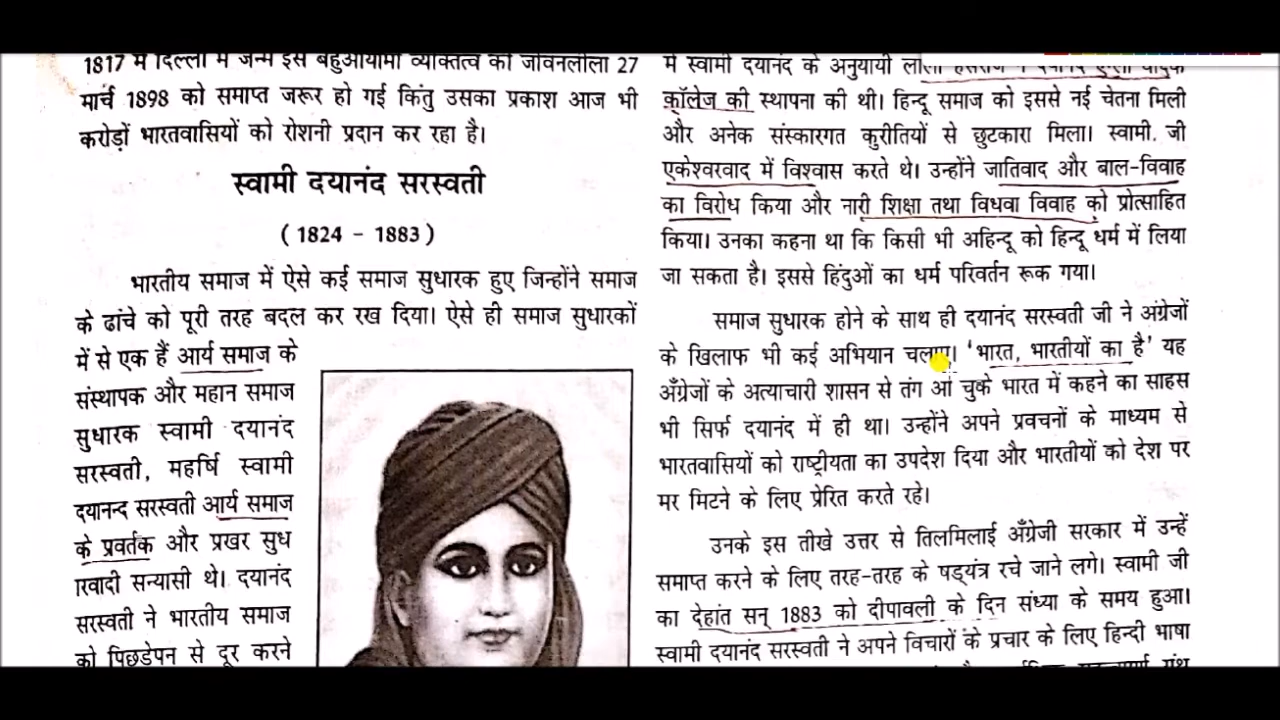 1817 में दिल्ली में जन्में इस बहुआयामी व्यक्तित्व की जीवनलीला 27
मार्च 1898 को समाप्त जरूर हो गई किंतु उसका प्रकाश आज भी
करोड़ों भारतवासियों को रोशनी प्रदान कर रहा है।
स्वामी दयानंद सरस्वती
( 1824 - 1883 )
भारतीय समाज में ऐसे कई समाज सुधारक हुए जिन्होंने समाज
के ढांचे को पूरी तरह बदल कर रख दिया। ऐसे ही समाज सुधारकों
में से एक हैं आर्य समाज के
संस्थापक और महान समाज
सुधारक स्वामी दयानंद
सरस्वती, महर्षि स्वामी
दयानन्द सरस्वती आर्य समाज
के प्रवर्तक और प्रखर सुध
ारवादी सन्यासी थे। दयानंद
सरस्वती ने भारतीय समाज
को पिछड़ेपन से दूर करने
में स्वामी दयानंद के अनुयायी लाला हंसराज ने दयानंद एंग्लो वैदिक
कॉलेज की स्थापना की थी। हिन्दू समाज को इससे नई चेतना मिली
और अनेक संस्कारगत कुरीतियों से छुटकारा मिला। स्वामी जी
एकेश्वरवाद में विश्वास करते थे। उन्होंने जातिवाद और बाल-विवाह
का विरोध किया और नारी शिक्षा तथा विधवा विवाह को प्रोत्साहित
किया। उनका कहना था कि किसी भी अहिन्दू को हिन्दू धर्म में लिया
जा सकता है। इससे हिंदुओं का धर्म परिवर्तन रूक गया।
समाज सुधारक होने के साथ ही दयानंद सरस्वती जी ने अंग्रेजों
के खिलाफ भी कई अभियान चलाए। 'भारत, भारतीयों का है' यह
अँग्रेजों के अत्याचारी शासन से तंग आ चुके भारत में कहने का साहस
भी सिर्फ दयानंद में ही था। उन्होंने अपने प्रवचनों के माध्यम से
भारतवासियों को राष्ट्रीयता का उपदेश दिया और भारतीयों को देश पर
मर मिटने के लिए प्रेरित करते रहे।
उनके इस तीखे उत्तर से तिलमिलाई अँग्रेजी सरकार में उन्हें
समाप्त करने के लिए तरह-तरह के षड्यंत्र रचे जाने लगे। स्वामी जी
का देहांत सन् 1883 को दीपावली के दिन संध्या के समय हुआ।
स्वामी दयानंद सरस्वती ने अपने विचारों के प्रचार के लिए हिन्दी भाषा